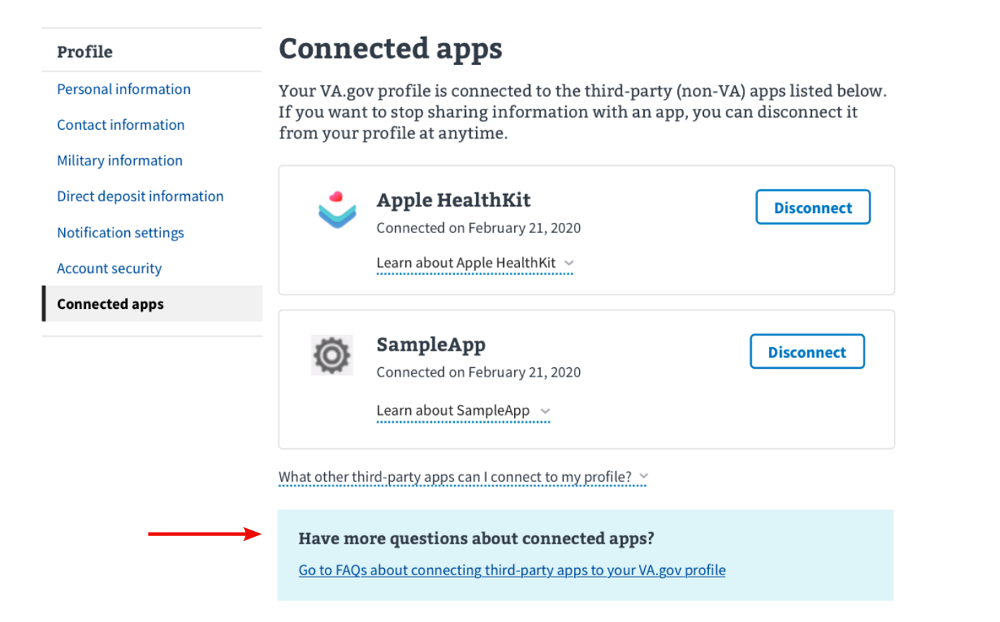 Profile
Personal information
Contact information
Military information
Direct deposit information
Notification settings
Account security
Connected apps
Connected apps
Your VA.gov profile is connected to the third-party (non-VA) apps listed below.
If you want to stop sharing information with an app, you can disconnect it
from your profile at anytime.
Apple HealthKit
Disconnect
Connected on February 21, 2020
Learn about Apple HealthKit
SampleApp
Disconnect
Connected on February 21, 2020
Learn about SampleApp
What other third-party apps can I connect to my profile?
Have more questions about connected apps?
Go to FAQs about connecting third-party apps to your VA.gov profile